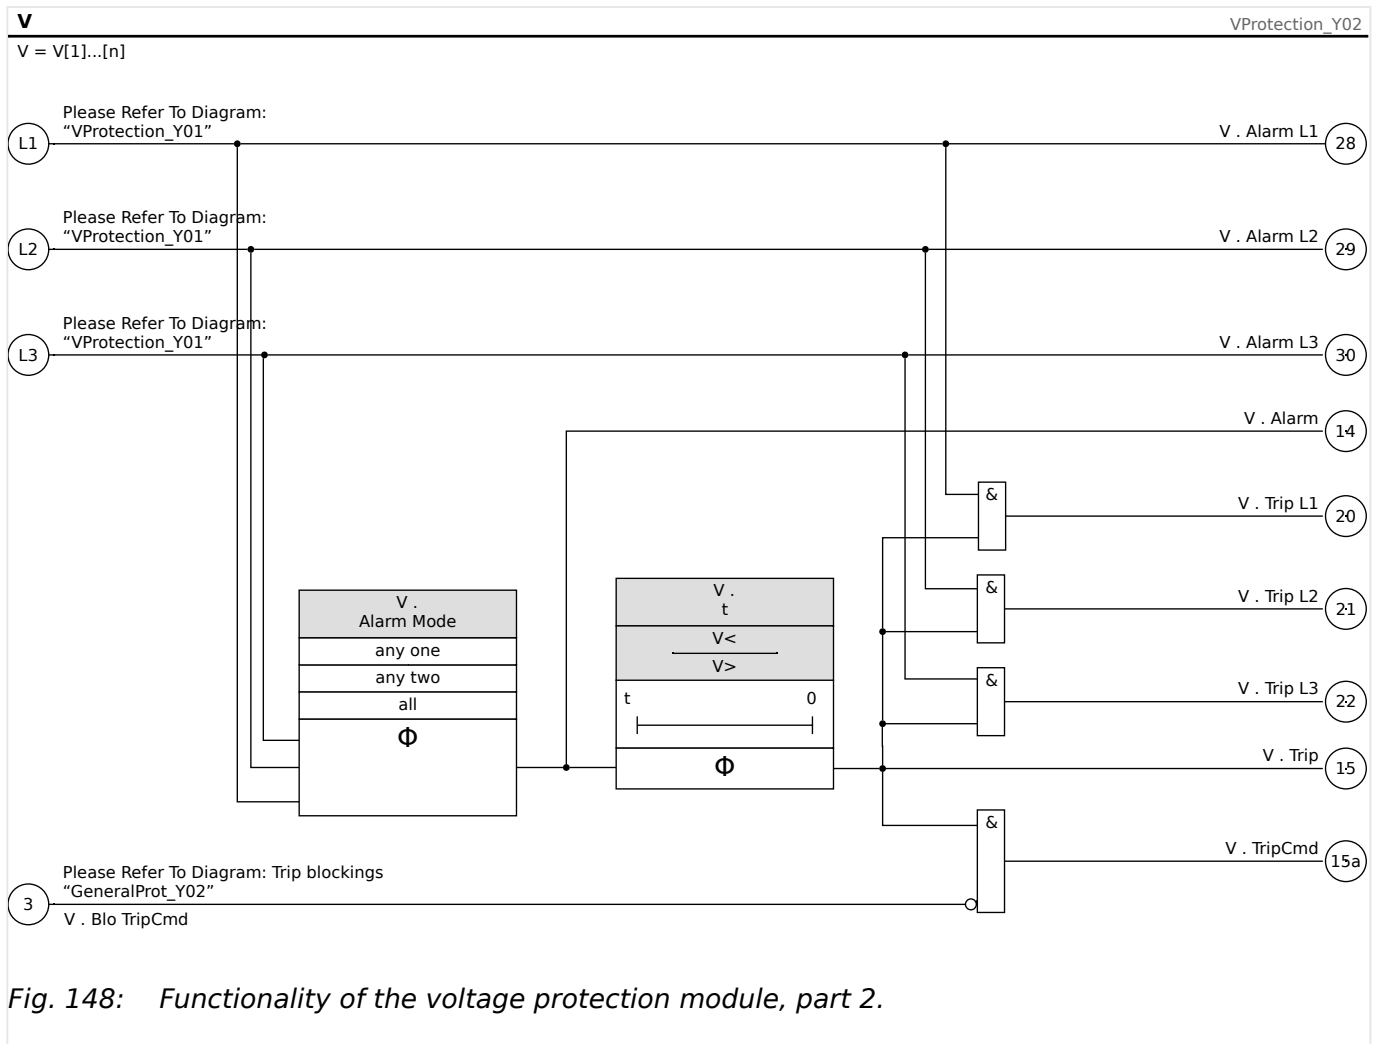 V
VProtection_Y02
V = V[1]...[n]
Please Refer To Diagram:
“VProtection_Y01”
L1
V . Alarm L1
28
Please Refer To Diagram:
“VProtection_Y01”
L2
V . Alarm L2
29
Please Refer To Diagram:
“VProtection_Y01”
L3
V . Alarm L3
30
V . Alarm
14
&
V . Trip L1
20
&
V . Trip L2
21
&
V . Trip L3
22
V .
Alarm Mode
any one
any two
all
Φ
V .
t
V<
V>
t 0
Φ
V . Trip
15
&
V . TripCmd
15a
Please Refer To Diagram: Trip blockings
“GeneralProt_Y02”
3
V . Blo TripCmd
Fig. 148: Functionality of the voltage protection module, part 2.